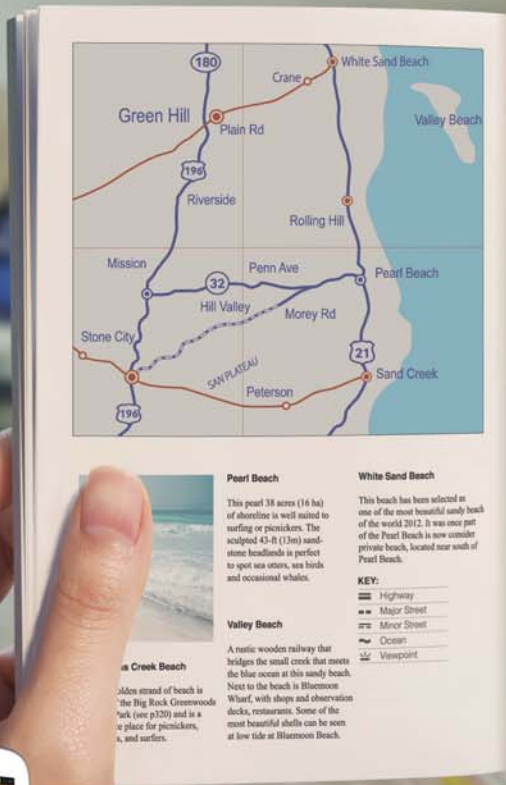 180
White Sand Beach
Crane
Green Hill
Valley Beach
Plain Rd
196
Riverside
Rolling Hill
Mission
Penn Ave
Pearl Beach
32
Hill Valley
Morey Rd
Stone City
21
SAN PLATEAU
Sand Creek
Peterson
196
Pearl Beach
This pearl 38 acres (16 ha)
of shoreline is well suited to
surfing or picnickers. The
sculpted 43-ft (13m) sand-
stone headlands is perfect
to spot sea otters, sea birds
and occasional whales.
Valley Beach
A rustic wooden railway that
bridges the small creek that meets
the blue ocean at this sandy beach.
Next to the beach is Bluemoon
Wharf, with shops and observation
decks, restaurants. Some of the
most beautiful shells can be seen
at low tide at Bluemoon Beach.
White Sand Beach
This beach has been selected as
one of the most beautiful sandy beach
of the world 2012. It was once part
of the Pearl Beach is now consider
private beach, located near south of
Pearl Beach.
KEY:
Highway
Major Street
Minor Street
Ocean
Viewpoint
Creek Beach
olden strand of beach is
the Big Rock Greenwoods
Park (see p320) and is a
place for picnickers,
and surfers.